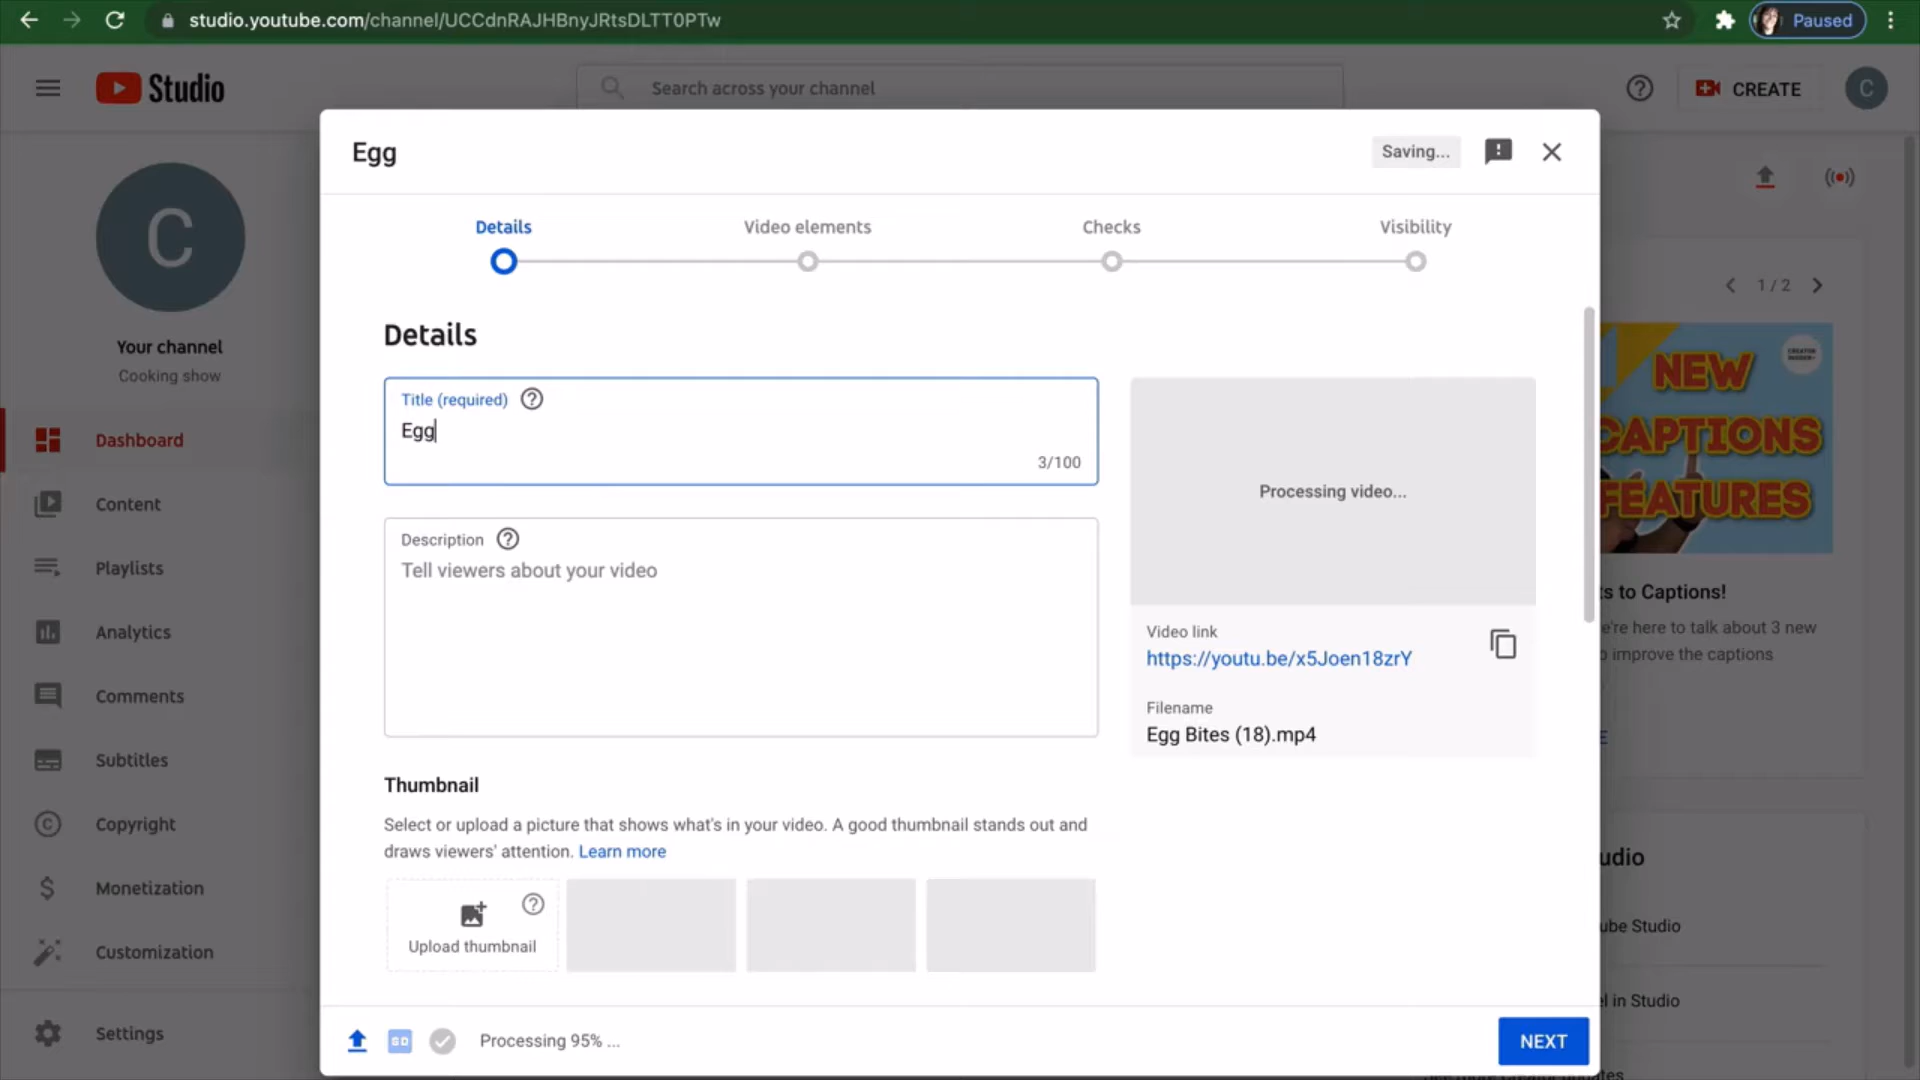 studio.youtube.com/channel/UCCdnRAJHBnyJRtsDLTT0PTw
Paused
Studio
Search across your channel
CREATE
C
Egg
Saving...
Details
Video elements
Checks
Visibility
C
Your channel
Cooking show
1 / 2
Details
Title (required)
Egg
3/100
Processing video...
NEW
CAPTIONS
FEATURES
CREATOR
INSIDER
Dashboard
Content
Playlists
Analytics
Comments
Subtitles
Copyright
Monetization
Customization
Settings
Description
Tell viewers about your video
Video link
https://youtu.be/x5Joen18zrY
Filename
Egg Bites (18).mp4
ts to Captions!
e're here to talk about 3 new
o improve the captions
E
Thumbnail
Select or upload a picture that shows what's in your video. A good thumbnail stands out and
draws viewers' attention. Learn more
Upload thumbnail
udio
ube Studio
el in Studio
SD
Processing 95% ...
NEXT